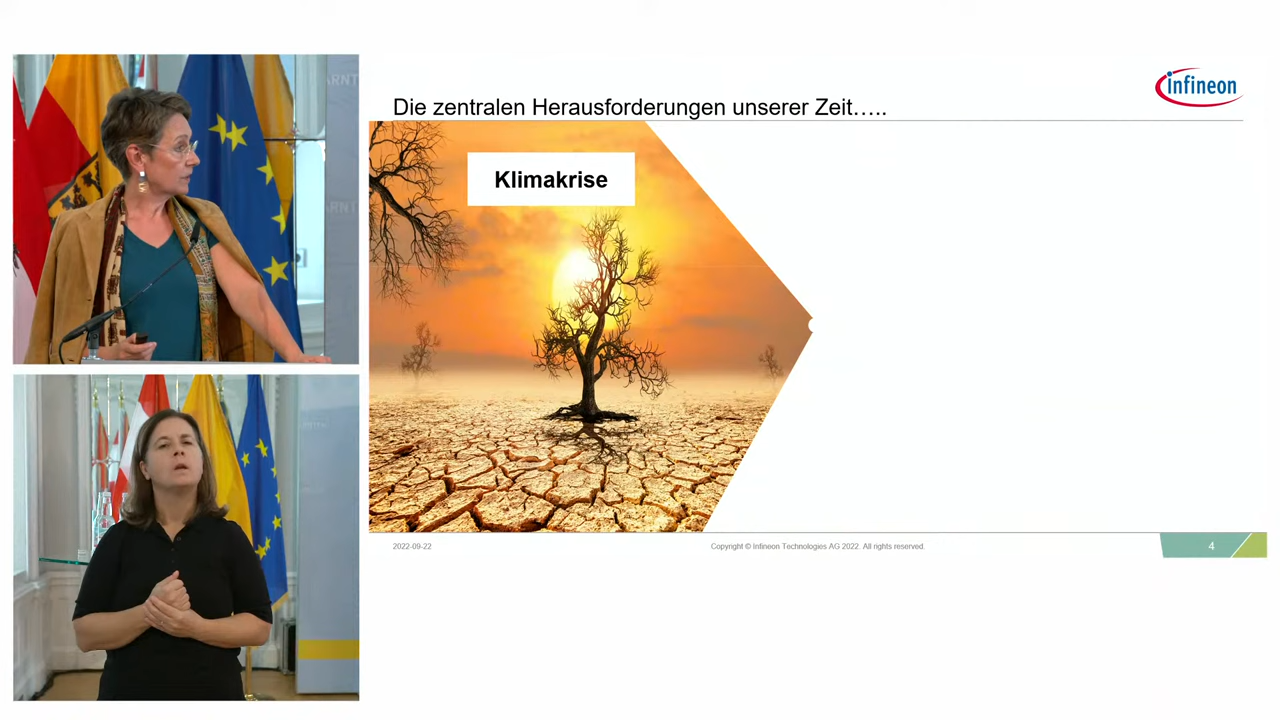 infineon
Die zentralen Herausforderungen unserer Zeit…..
Klimakrise
2022-09-22
Copyright © Infineon Technologies AG 2022. All rights reserved.
4